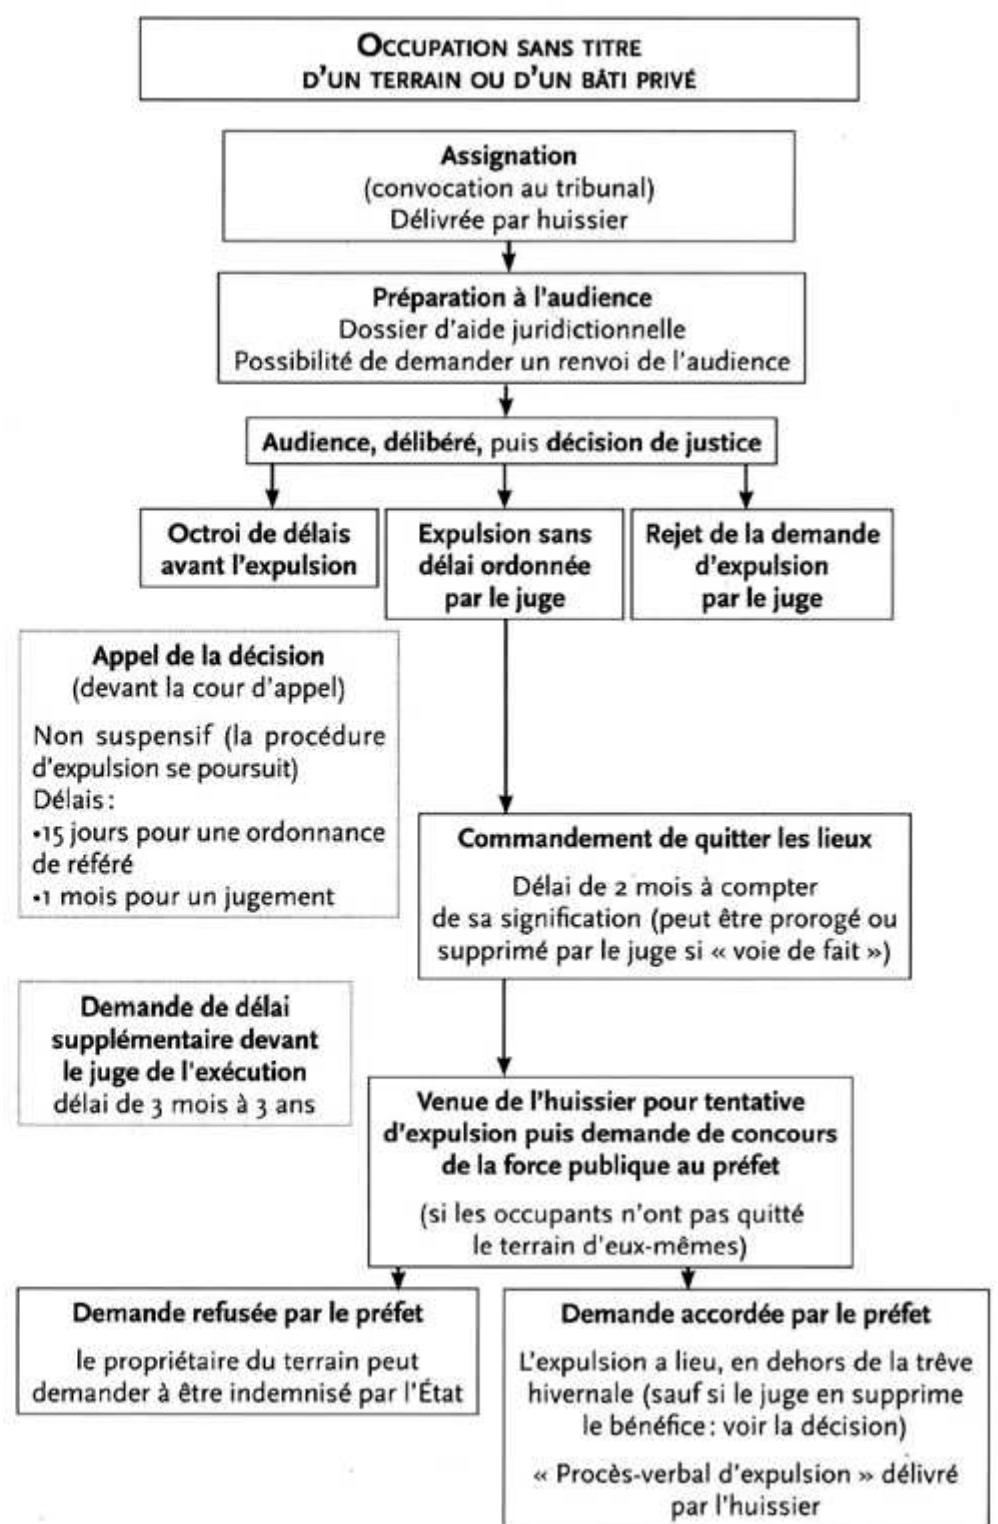 OCCUPATION SANS TITRE
D'UN TERRAIN OU D'UN BÂTI PRIVÉ
Assignation
(convocation au tribunal)
Délivrée par huissier
Préparation à l'audience
Dossier d'aide juridictionnelle
Possibilité de demander un renvoi de l'audience
Audience, délibéré, puis décision de justice
Octroi de délais
avant l'expulsion
Expulsion sans
délai ordonnée
par le juge
Rejet de la demande
d'expulsion
par le juge
Appel de la décision
(devant la cour d'appel)
Non suspensif (la procédure
d'expulsion se poursuit)
Délais :
•15 jours pour une ordonnance
de référé
•1 mois pour un jugement
Commandement de quitter les lieux
Délai de 2 mois à compter
de sa signification (peut être prorogé ou
supprimé par le juge si « voie de fait »)
Demande de délai
supplémentaire devant
le juge de l'exécution
délai de 3 mois à 3 ans
Venue de l'huissier pour tentative
d'expulsion puis demande de concours
de la force publique au préfet
(si les occupants n'ont pas quitté
le terrain d'eux-mêmes)
Demande refusée par le préfet
le propriétaire du terrain peut
demander à être indemnisé par l'État
Demande accordée par le préfet
L'expulsion a lieu, en dehors de la trêve
hivernale (sauf si le juge en supprime
le bénéfice : voir la décision)
« Procès-verbal d'expulsion » délivré
par l'huissier